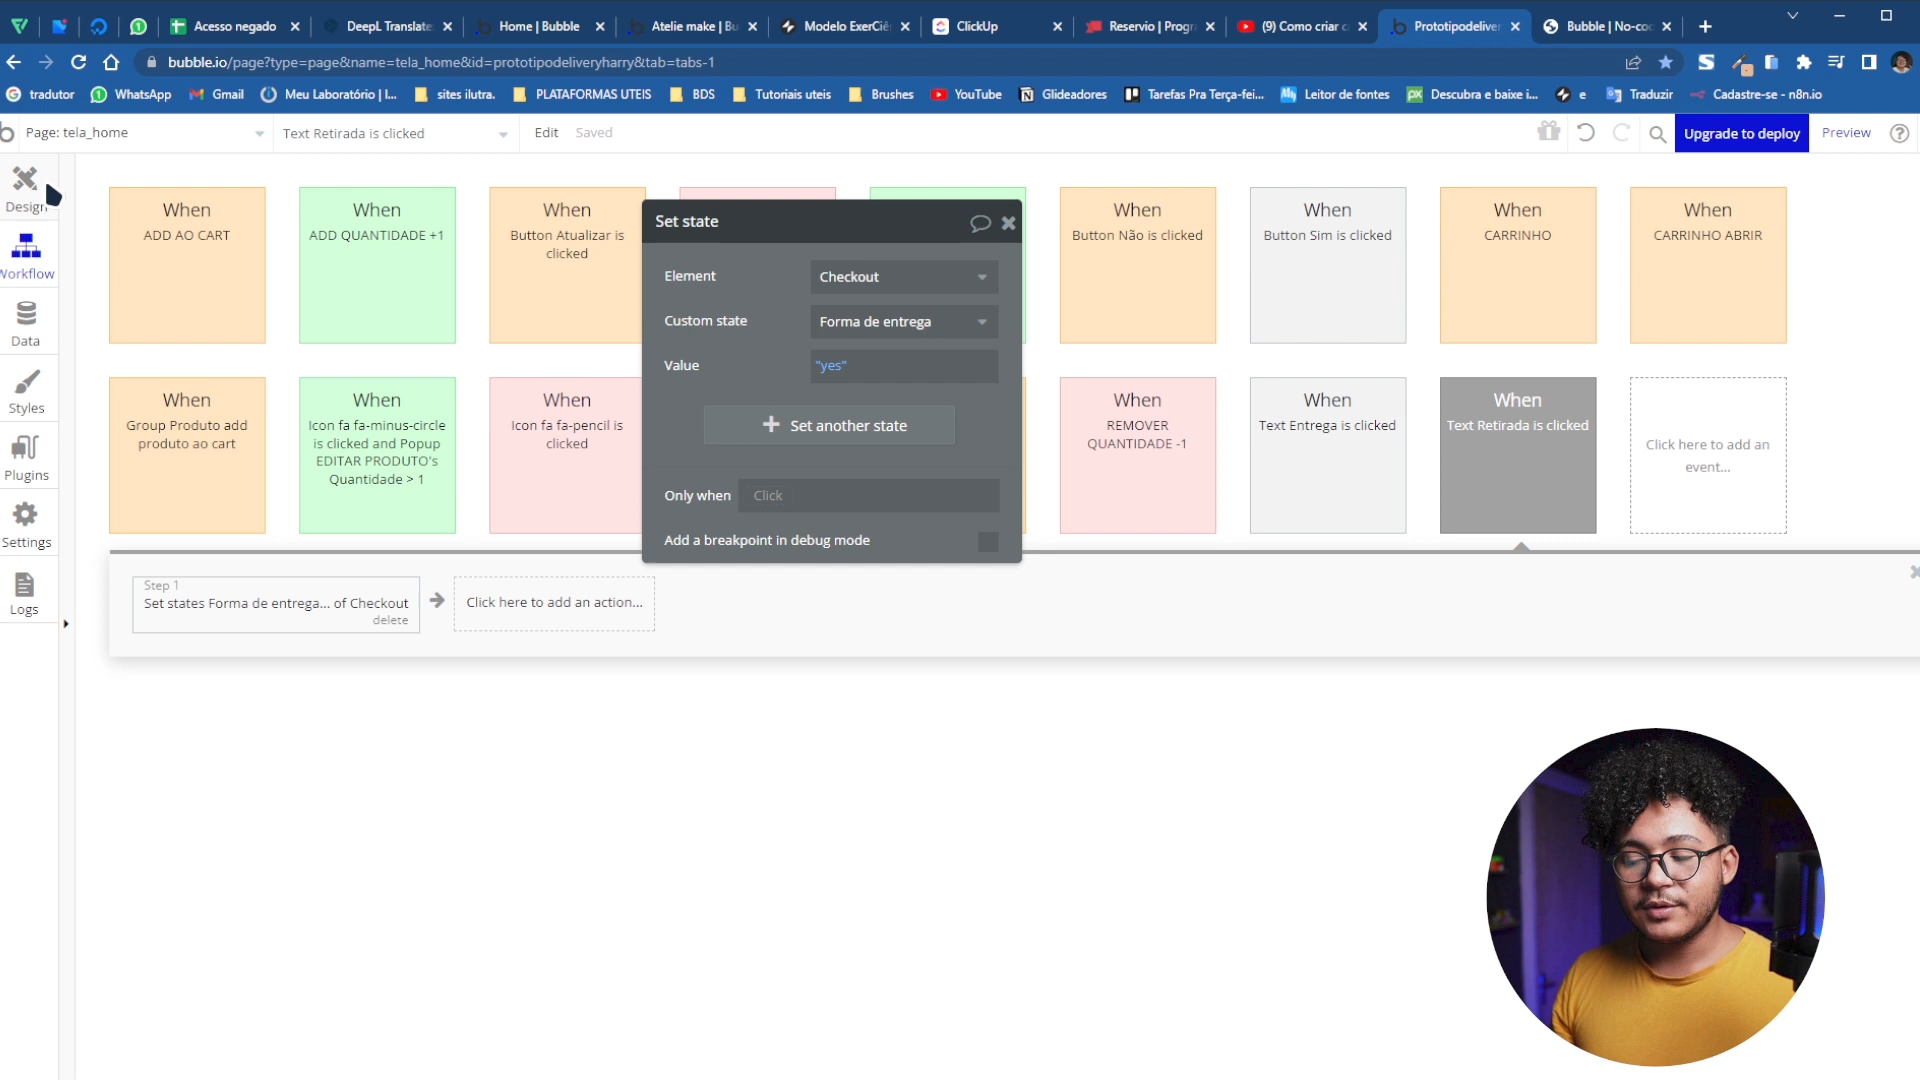 Acesso negado
DeepL Translate
Home | Bubble
Atelie make | Bu
Modelo ExerCiê
ClickUp
Reservio | Progr
(9) Como criar c
Prototipodeliver
Bubble | No-coc
bubble.io/page?type=page&name=tela_home&id=prototipodeliveryharry&tab=tabs-1
tradutor
WhatsApp
Gmail
Meu Laboratório | I...
sites ilutra.
PLATAFORMAS UTEIS
BDS
Tutoriais uteis
Brushes
YouTube
Glideadores
Tarefas Pra Terça-fei...
Leitor de fontes
Descubra e baixe i...
e
Traduzir
Cadastre-se - n8n.io
Page: tela_home
Text Retirada is clicked
Edit
Saved
Upgrade to deploy
Preview
Design
Workflow
Data
Styles
Plugins
Settings
Logs
When
ADD AO CART
When
ADD QUANTIDADE +1
When
Button Atualizar is
clicked
When
Button Não is clicked
When
Button Sim is clicked
When
CARRINHO
When
CARRINHO ABRIR
When
Group Produto add
produto ao cart
When
Icon fa fa-minus-circle
is clicked and Popup
EDITAR PRODUTO's
Quantidade > 1
When
Icon fa fa-pencil is
clicked
When
REMOVER
QUANTIDADE -1
When
Text Entrega is clicked
When
Text Retirada is clicked
Click here to add an
event...
Set state
Element
Checkout
Custom state
Forma de entrega
Value
"yes"
Set another state
Only when
Click
Add a breakpoint in debug mode
Step 1
Set states Forma de entrega... of Checkout
delete
Click here to add an action...